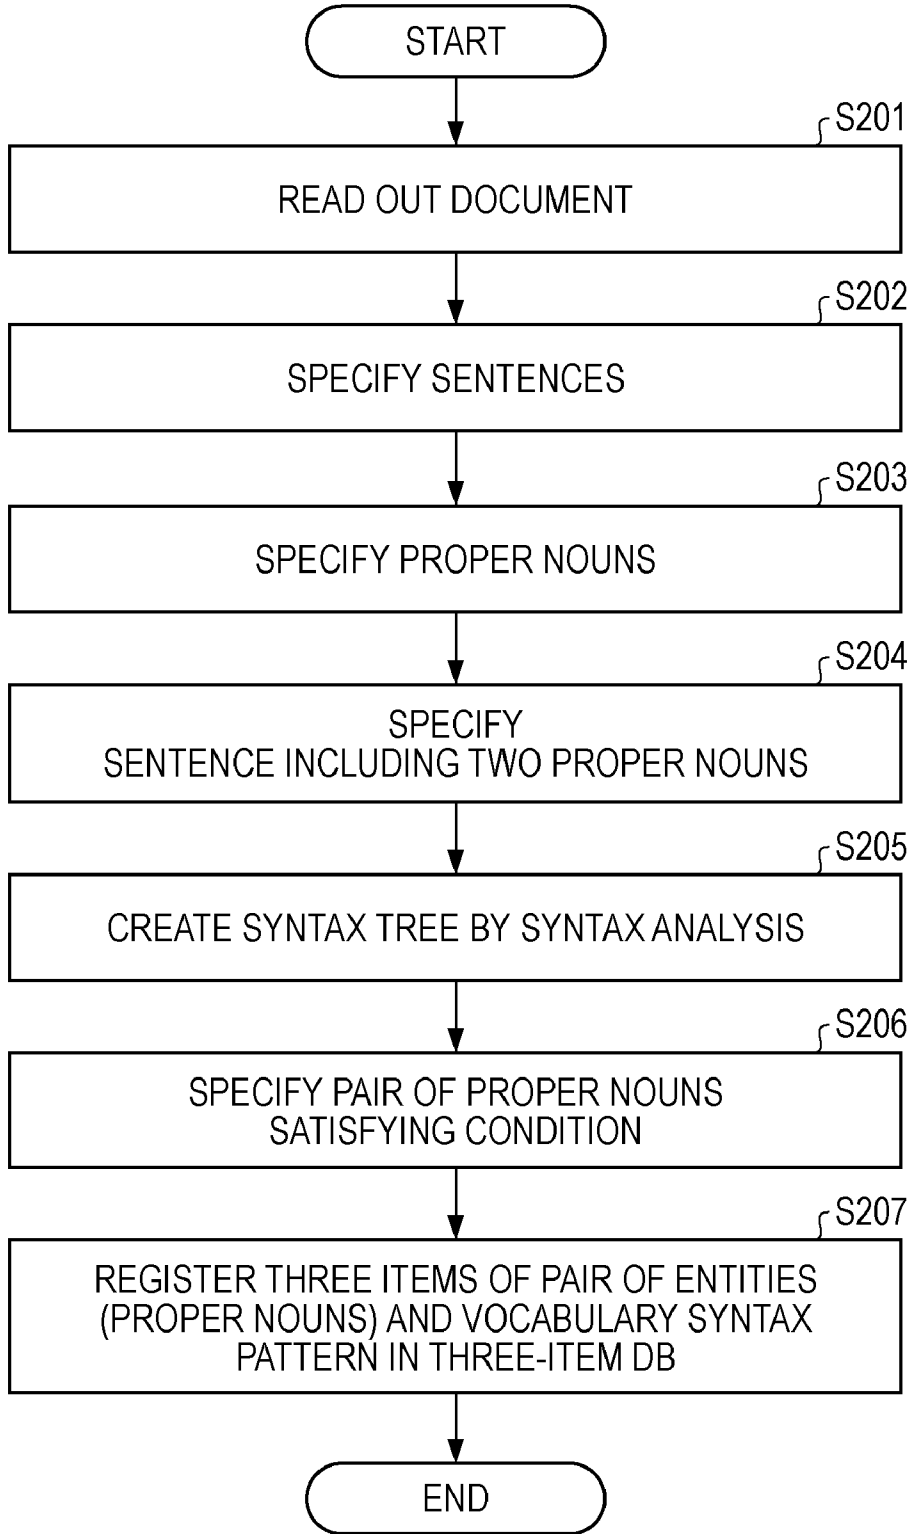 START
S201
READ OUT DOCUMENT
S202
SPECIFY SENTENCES
S203
SPECIFY PROPER NOUNS
S204
SPECIFY
SENTENCE INCLUDING TWO PROPER NOUNS
S205
CREATE SYNTAX TREE BY SYNTAX ANALYSIS
S206
SPECIFY PAIR OF PROPER NOUNS
SATISFYING CONDITION
S207
REGISTER THREE ITEMS OF PAIR OF ENTITIES
(PROPER NOUNS) AND VOCABULARY SYNTAX
PATTERN IN THREE-ITEM DB
END